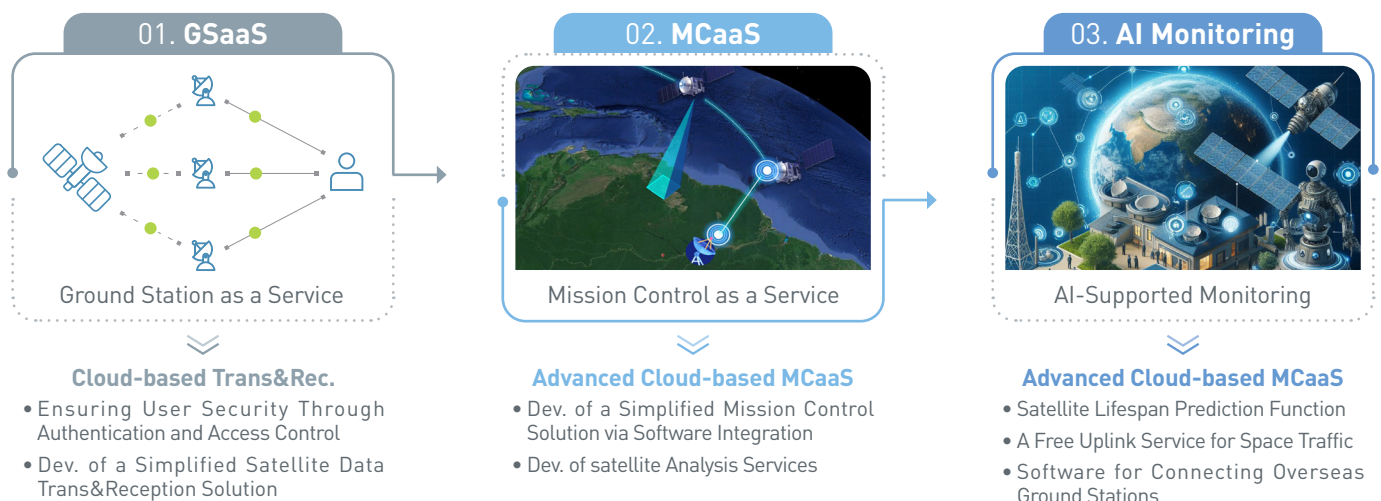 01. GSaaS
Ground Station as a Service
Cloud-based Trans&Rec.
• Ensuring User Security Through
Authentication and Access Control
• Dev. of a Simplified Satellite Data
Trans&Reception Solution
02. MCaaS
Mission Control as a Service
Advanced Cloud-based MCaaS
• Dev. of a Simplified Mission Control
Solution via Software Integration
• Dev. of satellite Analysis Services
03. AI Monitoring
AI-Supported Monitoring
Advanced Cloud-based MCaaS
• Satellite Lifespan Prediction Function
• A Free Uplink Service for Space Traffic
• Software for Connecting Overseas
Ground Stations